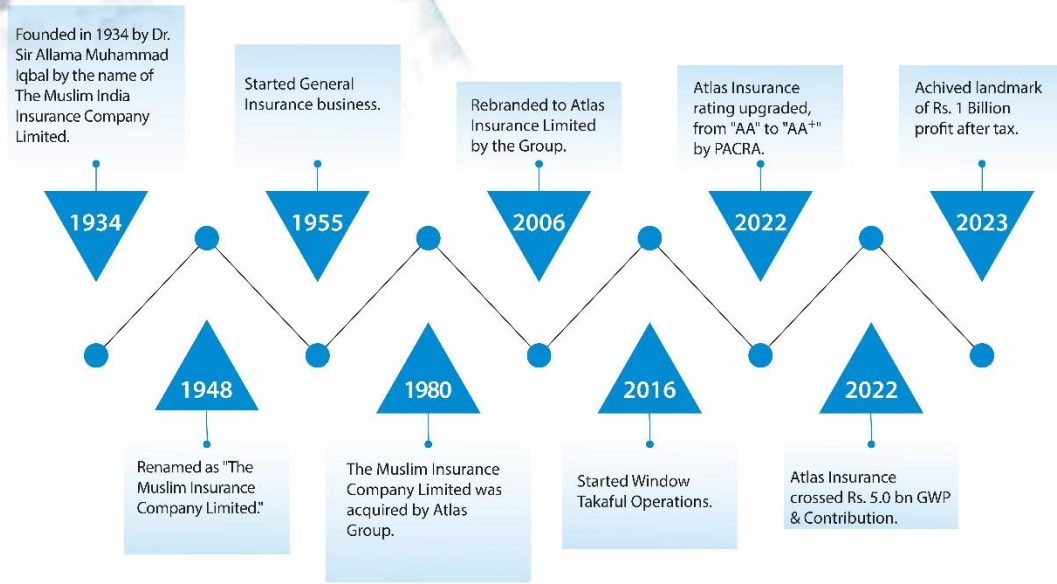 Founded in 1934 by Dr.
Sir Allama Muhammad
Iqbal by the name of
The Muslim India
Insurance Company
Limited.
1934
Renamed as "The
Muslim Insurance
Company Limited."
1948
Started General
Insurance business.
1955
The Muslim Insurance
Company Limited was
acquired by Atlas
Group.
1980
Rebranded to Atlas
Insurance Limited
by the Group.
2006
Started Window
Takaful Operations.
2016
Atlas Insurance
rating upgraded,
from "AA" to "AA+"
by PACRA.
2022
Atlas Insurance
crossed Rs. 5.0 bn GWP
& Contribution.
2022
Achived landmark
of Rs. 1 Billion
profit after tax.
2023